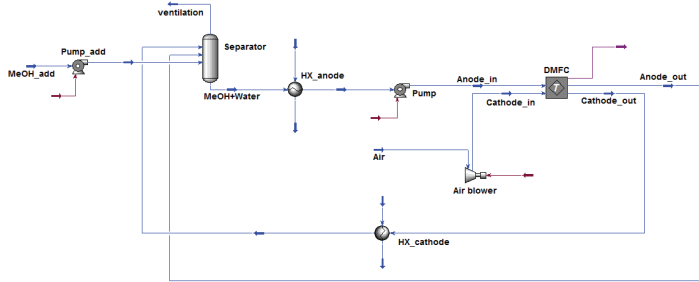 ventilation
Pump_add
Separator
MeOH_add
HX_anode
MeOH+Water
Pump
Anode_in
DMFC
Anode_out
Cathode_in
Cathode_out
T
Air
Air blower
HX_cathode